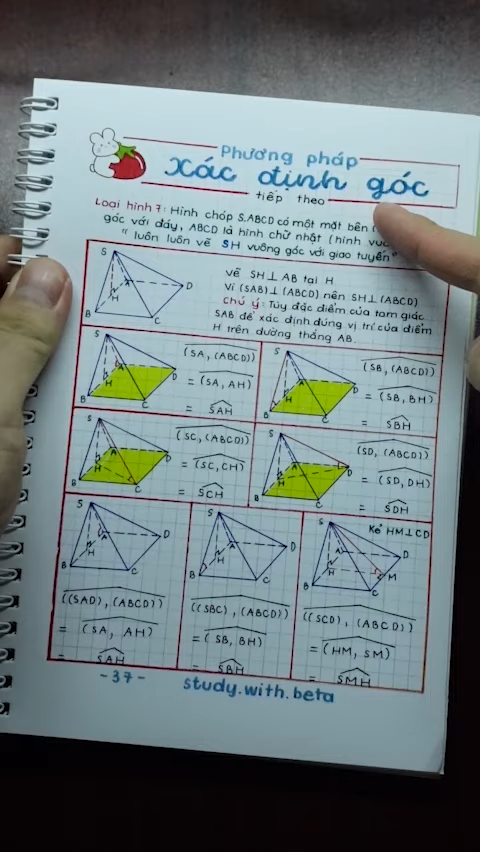 Phương pháp
Xác định góc
tiếp theo
Loại hình 7: Hình chóp S.ABCD có một mặt bên
góc với đáy, ABCD là hình chữ nhật (hình
"luôn luôn vẽ SH vuông góc với giao tuyến"
S
A
D
H
B
C
Vẽ SH⊥AB tại H
Vì (SAB)⊥(ABCD) nên SH⊥(ABCD)
Chú ý: Tùy đặc điểm của tam giác
SAB để xác định đúng vị trí của điểm
H trên đường thẳng AB.
S
A
D
H
B
C
(SA, (ABCD))
= (SA, AH)
= SAH
S
A
D
H
B
C
(SB, (ABCD))
= (SB, BH)
= SBH
S
A
D
H
B
C
(SC, (ABCD))
= (SC, CH)
= SCH
S
A
D
H
B
C
(SD, (ABCD))
= (SD, DH)
= SDH
S
A
D
H
B
C
((SAD), (ABCD))
= (SA, AH)
= SAH
S
A
D
H
B
C
((SBC), (ABCD))
= (SB, BH)
= SBH
S
Kẻ HM⊥CD
A
D
H
M
B
C
((SCD), (ABCD))
= (HM, SM)
= SMH
- 37 -
study.with.beta